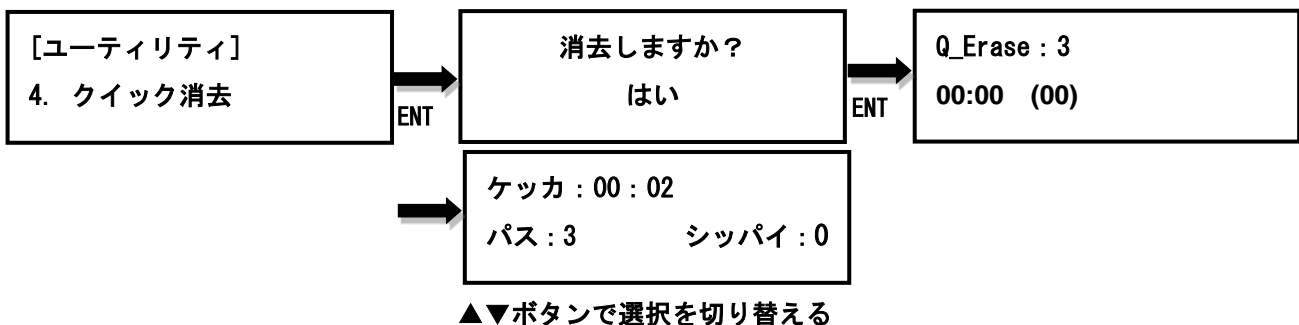 [ユーティリティ]
4. クイック消去
ENT
消去しますか？
はい
ENT
Q_Erase：3
00:00 (00)
ケッカ：00：02
パス：3 シッパイ：0
▲▼ボタンで選択を切り替える